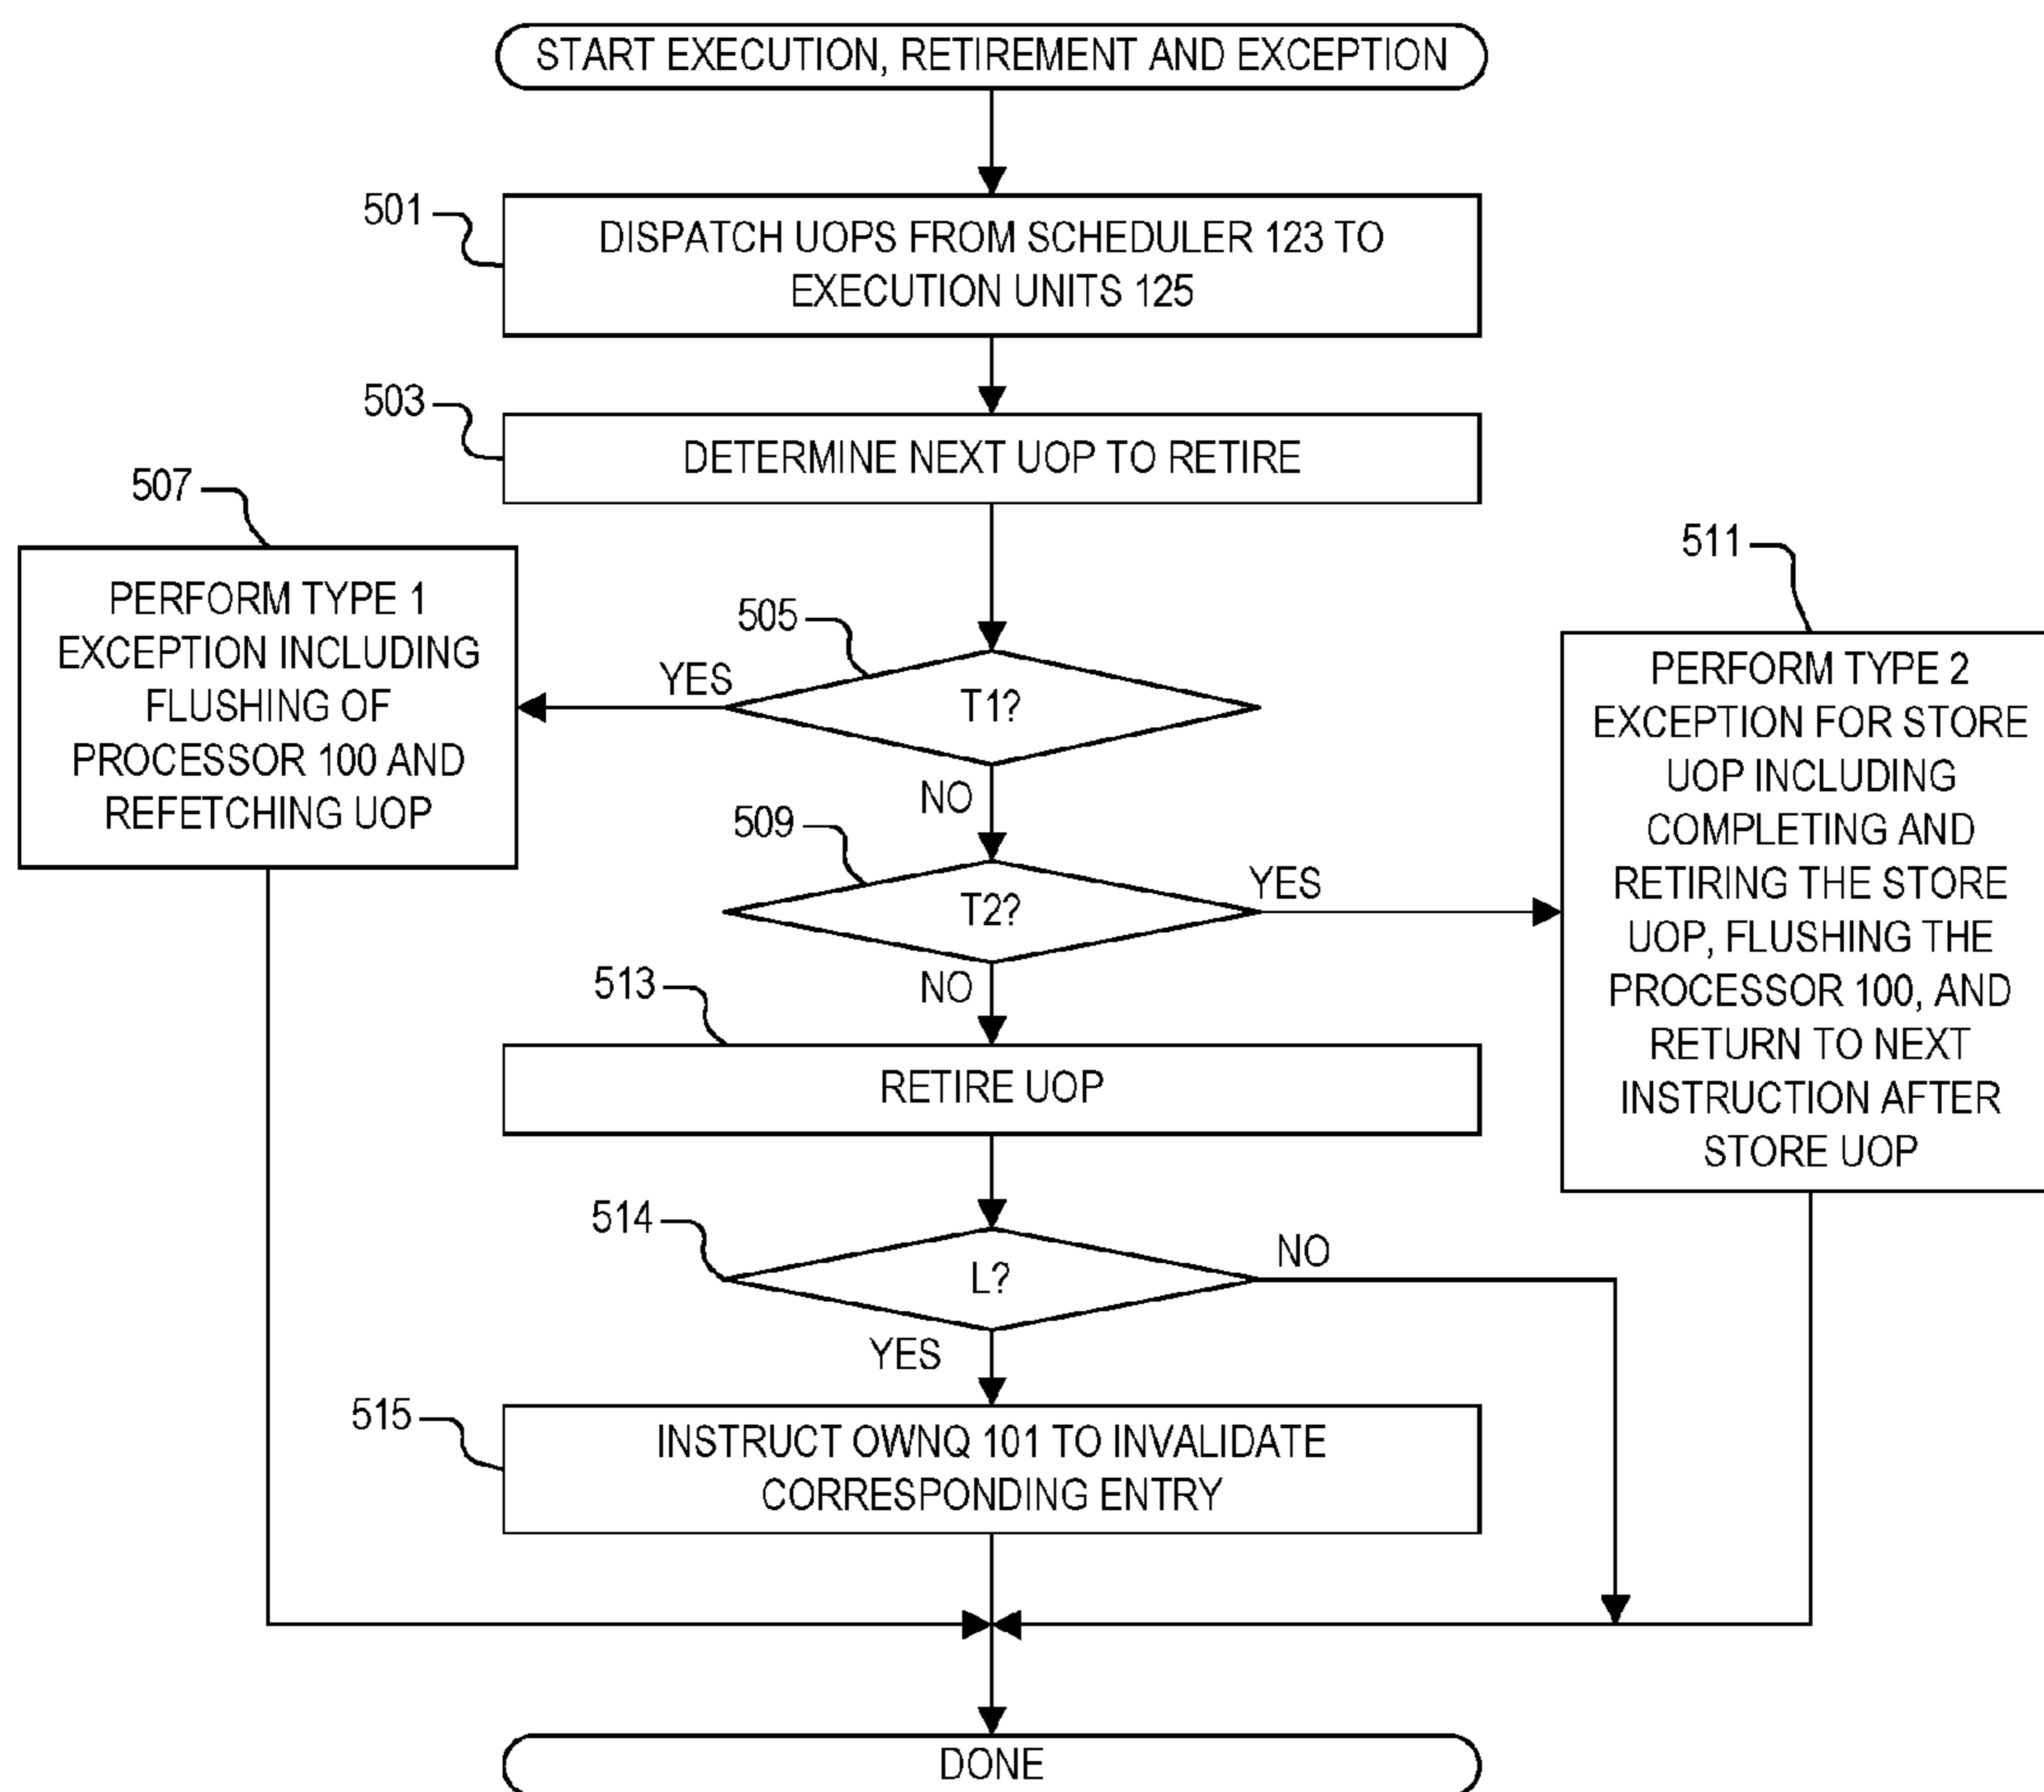 START EXECUTION, RETIREMENT AND EXCEPTION
501
DISPATCH UOPS FROM SCHEDULER 123 TO
EXECUTION UNITS 125
503
DETERMINE NEXT UOP TO RETIRE
507
PERFORM TYPE 1
EXCEPTION INCLUDING
FLUSHING OF
PROCESSOR 100 AND
REFETCHING UOP
505
T1?
YES
NO
509
T2?
YES
NO
511
PERFORM TYPE 2
EXCEPTION FOR STORE
UOP INCLUDING
COMPLETING AND
RETIRING THE STORE
UOP, FLUSHING THE
PROCESSOR 100, AND
RETURN TO NEXT
INSTRUCTION AFTER
STORE UOP
513
RETIRE UOP
514
L?
NO
YES
515
INSTRUCT OWNQ 101 TO INVALIDATE
CORRESPONDING ENTRY
DONE